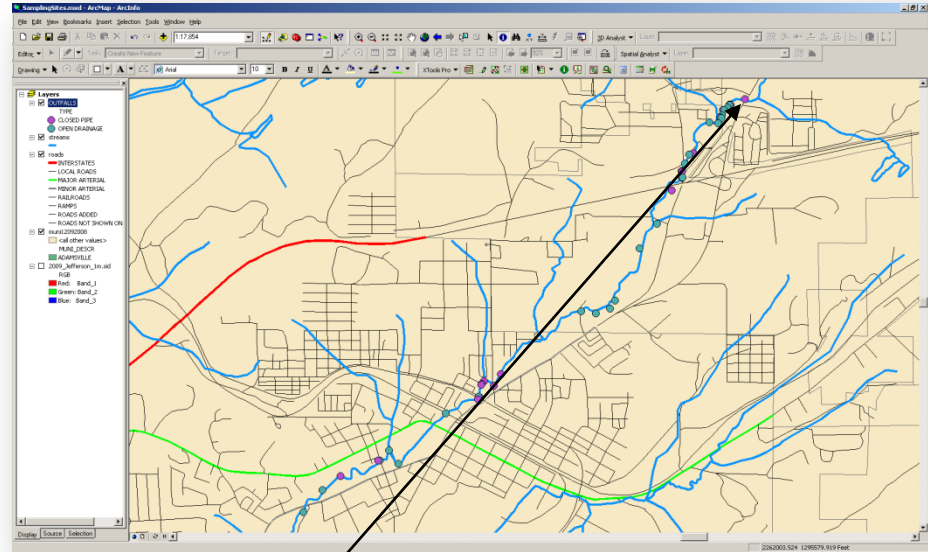 SamplingSites.mxd - ArcMap - ArcInfo
File Edit View Bookmarks Insert Selection Tools Window Help
1:17,854
3D Analyst Layer:
Editor Task: Create New Feature Target:
Spatial Analyst Layer:
Drawing A Arial 10 B I U A XTools Pro
Layers
OUTFALLS
TYPE
CLOSED PIPE
OPEN DRAINAGE
streams
roads
INTERSTATES
LOCAL ROADS
MAJOR ARTERIAL
MINOR ARTERIAL
RAILROADS
RAMPS
ROADS ADDED
ROADS NOT SHOWN ON
muni12092008
<all other values>
MUNI_DESCR
ADAMSVILLE
2009_Jefferson_1m.sid
RGB
Red: Band_1
Green: Band_2
Blue: Band_3
Display Source Selection
2262003.524 1295579.919 Feet